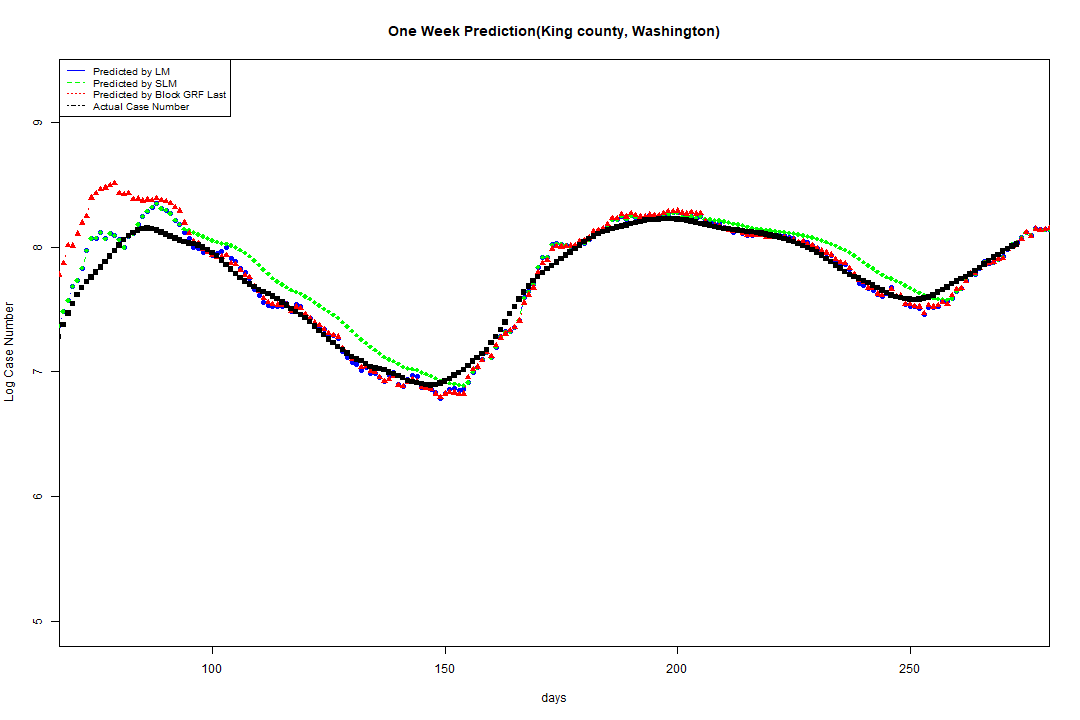 One Week Prediction(King county, Washington)
Predicted by LM
Predicted by SLM
Predicted by Block GRF Last
Actual Case Number
9
8
7
6
5
Log Case Number
100 150 200 250
days